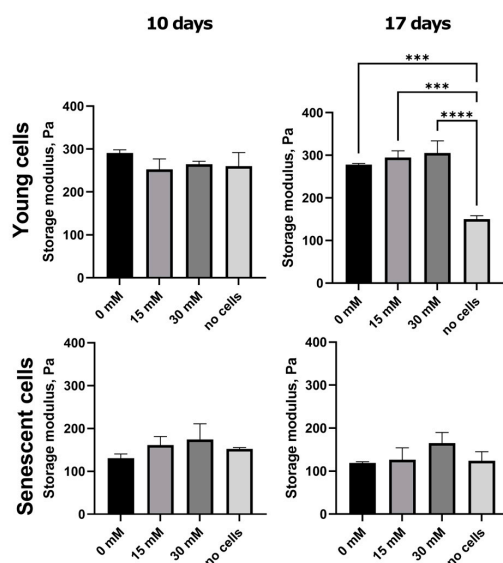 10 days
17 days
Young cells
Storage modulus, Pa
400
300
200
100
0
0 mM
15 mM
30 mM
no cells
Storage modulus, Pa
400
300
200
100
0
***
***
****
0 mM
15 mM
30 mM
no cells
Senescent cells
Storage modulus, Pa
400
300
200
100
0
0 mM
15 mM
30 mM
no cells
Storage modulus, Pa
400
300
200
100
0
0 mM
15 mM
30 mM
no cells